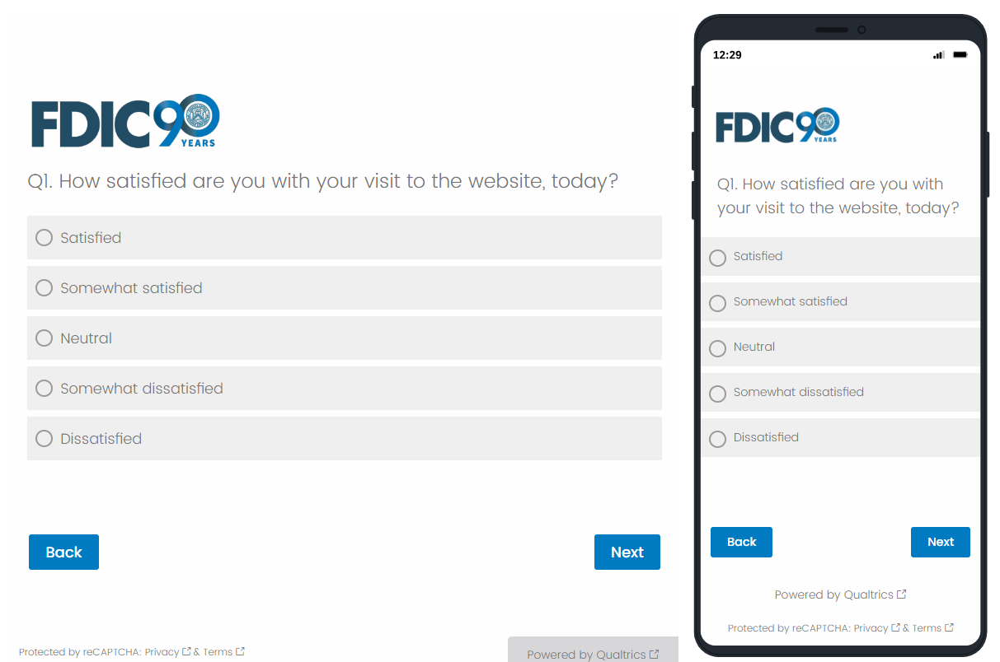 FDIC90
YEARS
Q1. How satisfied are you with your visit to the website, today?
Satisfied
Somewhat satisfied
Neutral
Somewhat dissatisfied
Dissatisfied
Back
Next
Protected by reCAPTCHA: Privacy & Terms
Powered by Qualtrics
12:29
FDIC90
YEARS
Q1. How satisfied are you with
your visit to the website, today?
Satisfied
Somewhat satisfied
Neutral
Somewhat dissatisfied
Dissatisfied
Back
Next
Powered by Qualtrics
Protected by reCAPTCHA: Privacy & Terms